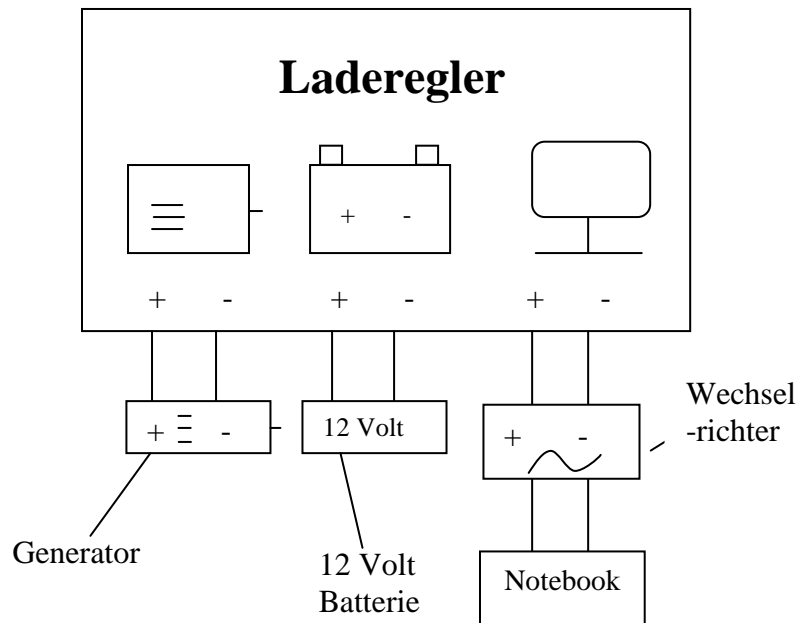 Laderegler
+ -
+ - + - + -
+ - 12 Volt + -
Wechsel
-richter
Generator
12 Volt
Batterie
Notebook